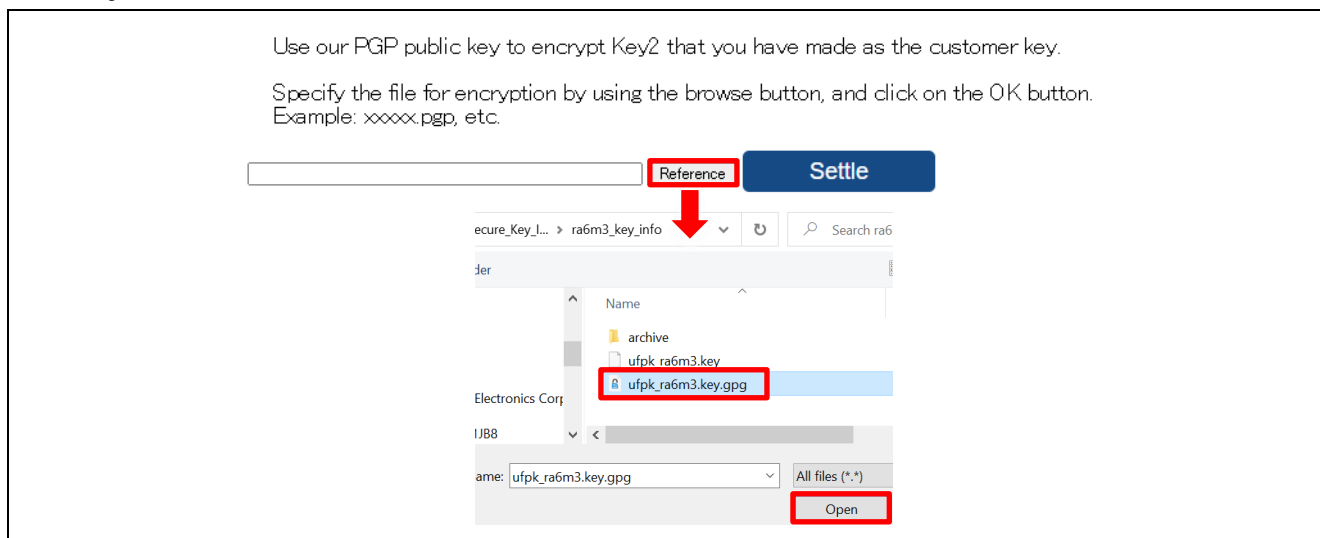 Use our PGP public key to encrypt Key2 that you have made as the customer key.
Specify the file for encryption by using the browse button, and click on the OK button.
Example: xxxxx.pgp, etc.
Reference Settle
ecure_Key_I... > ra6m3_key_info Search ra6
der
Name
archive
ufpk_ra6m3.key
ufpk_ra6m3.key.gpg
Electronics Corp
1JB8
ame: ufpk_ra6m3.key.gpg All files (*.*)
Open